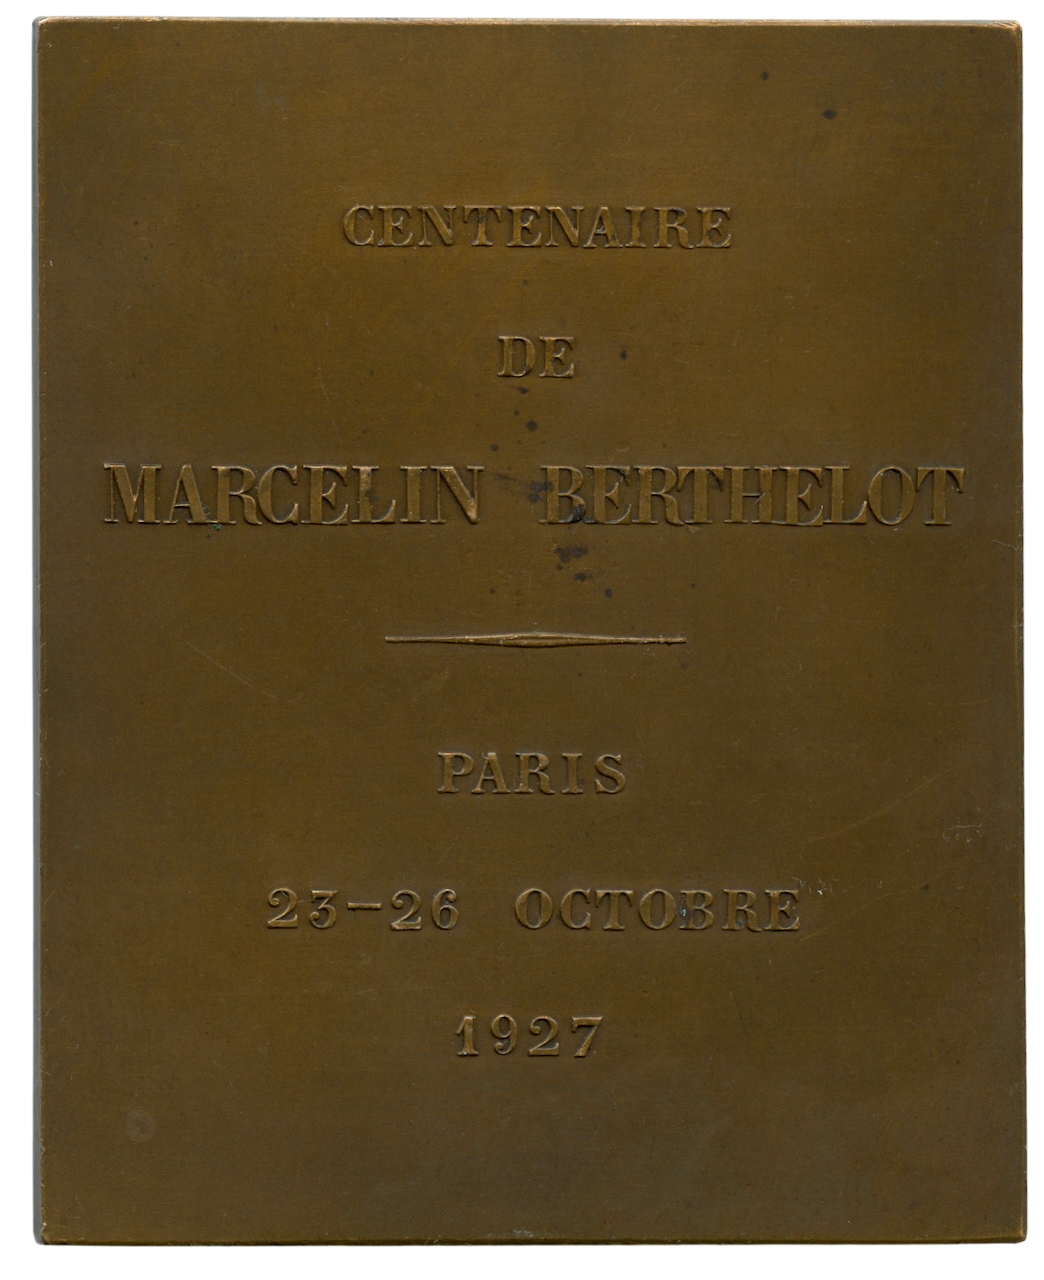 CENTENAIRE
DE
MARCELIN BERTHELOT
PARIS
23-26 OCTOBRE
1927